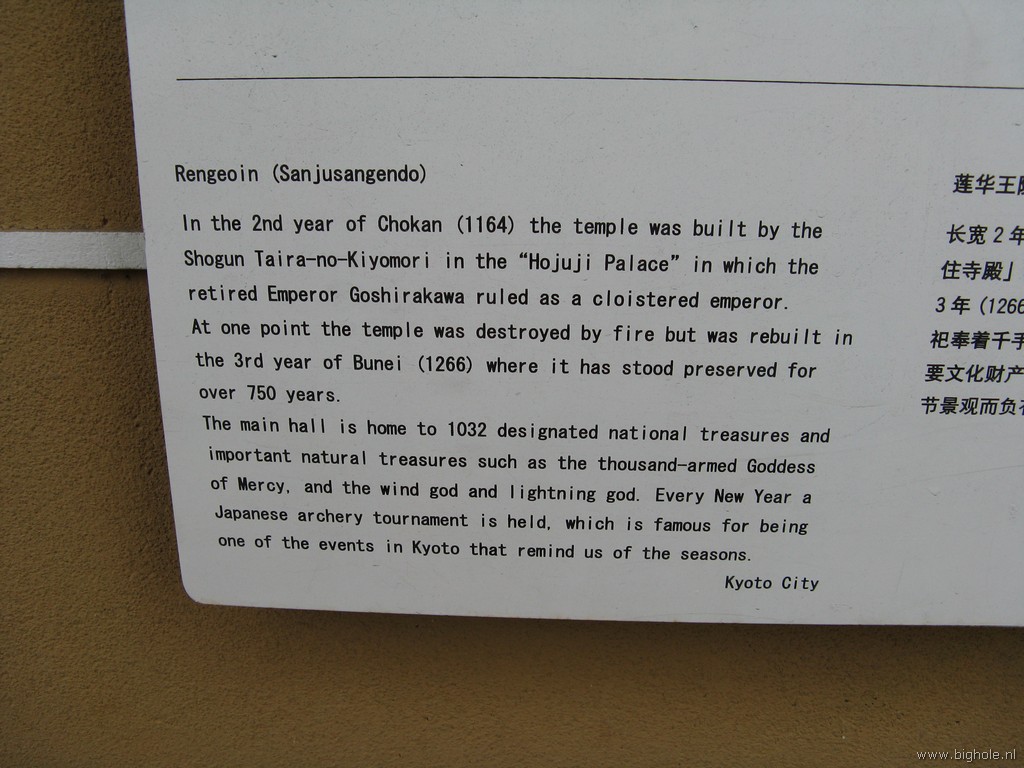 Rengeoin (Sanjusangendo)
In the 2nd year of Chokan (1164) the temple was built by the
Shogun Taira-no-Kiyomori in the “Hojuji Palace” in which the
retired Emperor Goshirakawa ruled as a cloistered emperor.
At one point the temple was destroyed by fire but was rebuilt in
the 3rd year of Bunei (1266) where it has stood preserved for
over 750 years.
The main hall is home to 1032 designated national treasures and
important natural treasures such as the thousand-armed Goddess
of Mercy, and the wind god and lightning god. Every New Year a
Japanese archery tournament is held, which is famous for being
one of the events in Kyoto that remind us of the seasons.
Kyoto City
莲华王
长宽 2 年
住寺殿」
3 年 (1266
祀奉着千手
要文化财产
节景观而负
www.bighole.nl